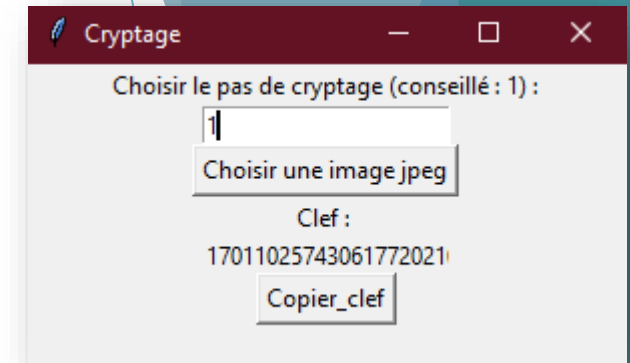 Cryptage
Choisir le pas de cryptage (conseillé : 1) :
1
Choisir une image jpeg
Clef :
17011025743061772021
Copier_clef